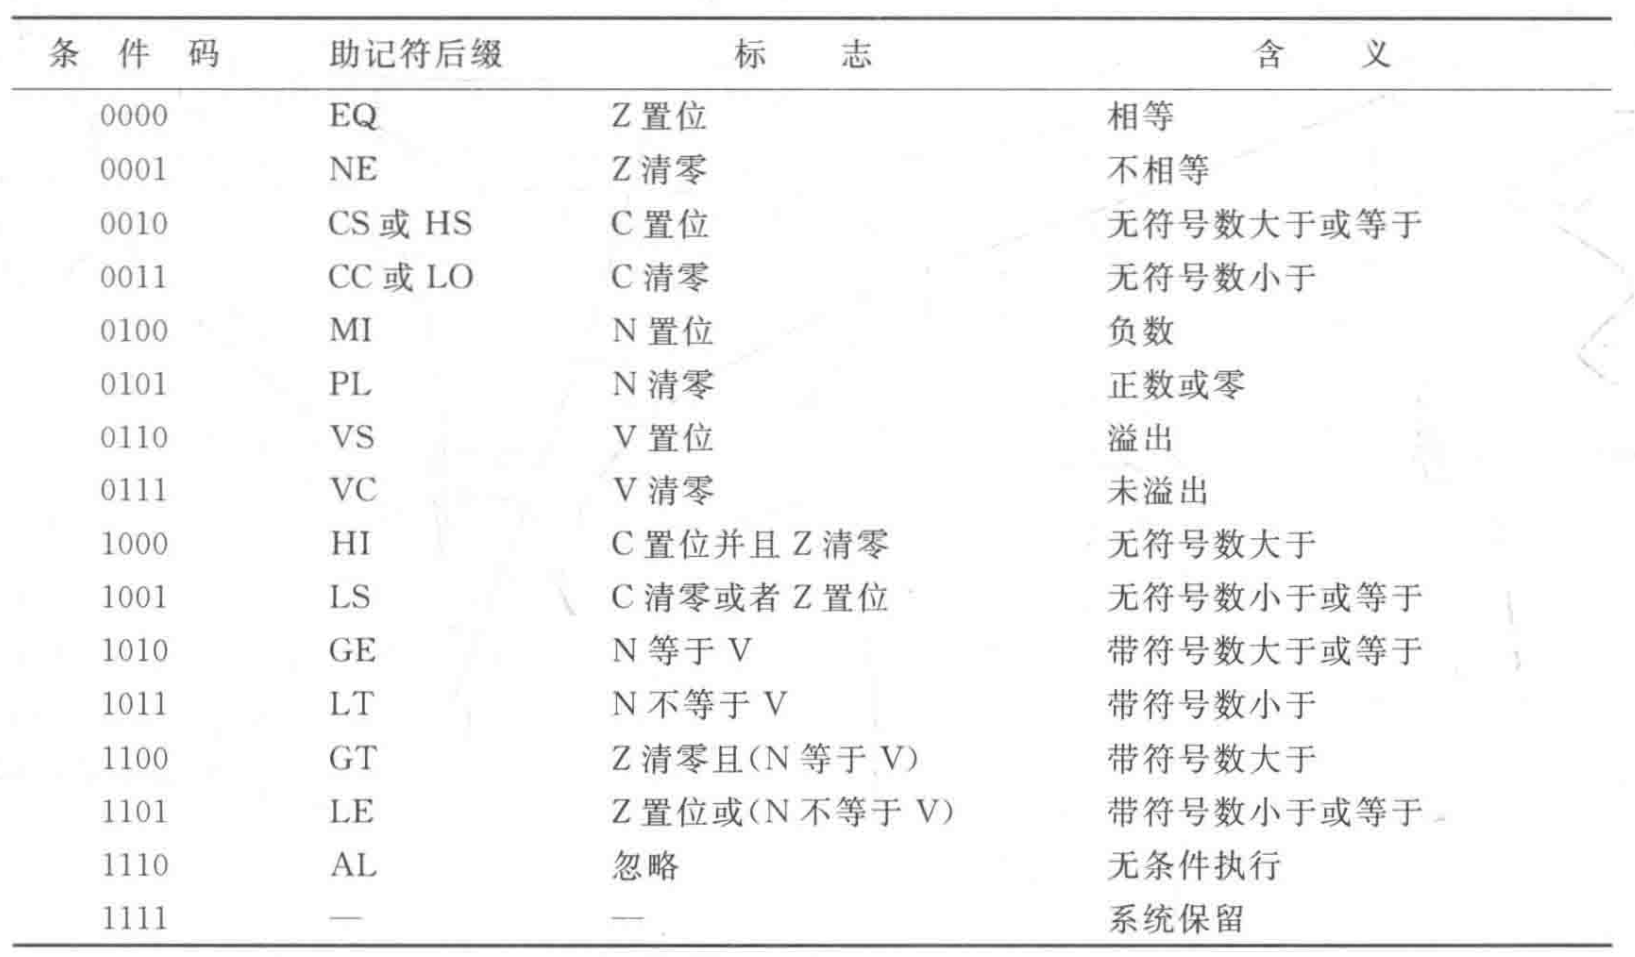 条 件 码 助记符后缀 标 志 含 义
0000 EQ Z 置位 相等
0001 NE Z 清零 不相等
0010 CS 或 HS C 置位 无符号数大于或等于
0011 CC 或 LO C 清零 无符号数小于
0100 MI N 置位 负数
0101 PL N 清零 正数或零
0110 VS V 置位 溢出
0111 VC V 清零 未溢出
1000 HI C 置位并且 Z 清零 无符号数大于
1001 LS C 清零或者 Z 置位 无符号数小于或等于
1010 GE N 等于 V 带符号数大于或等于
1011 LT N 不等于 V 带符号数小于
1100 GT Z 清零且(N 等于 V) 带符号数大于
1101 LE Z 置位或(N 不等于 V) 带符号数小于或等于
1110 AL 忽略 无条件执行
1111 — — 系统保留